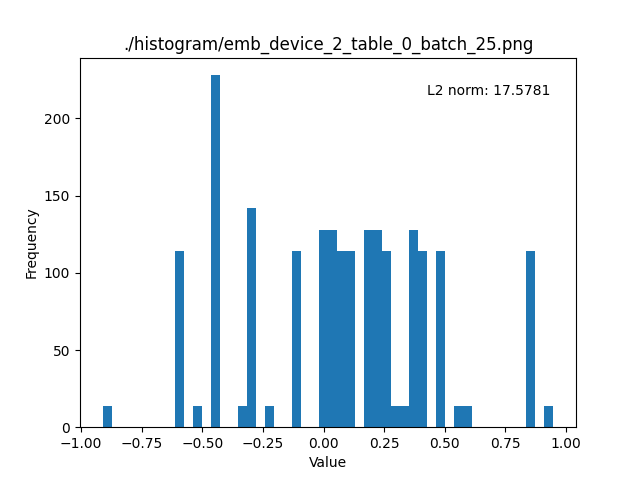 ./histogram/emb_device_2_table_0_batch_25.png
L2 norm: 17.5781
200
150
100
50
0
Frequency
−1.00 −0.75 −0.50 −0.25 0.00 0.25 0.50 0.75 1.00
Value